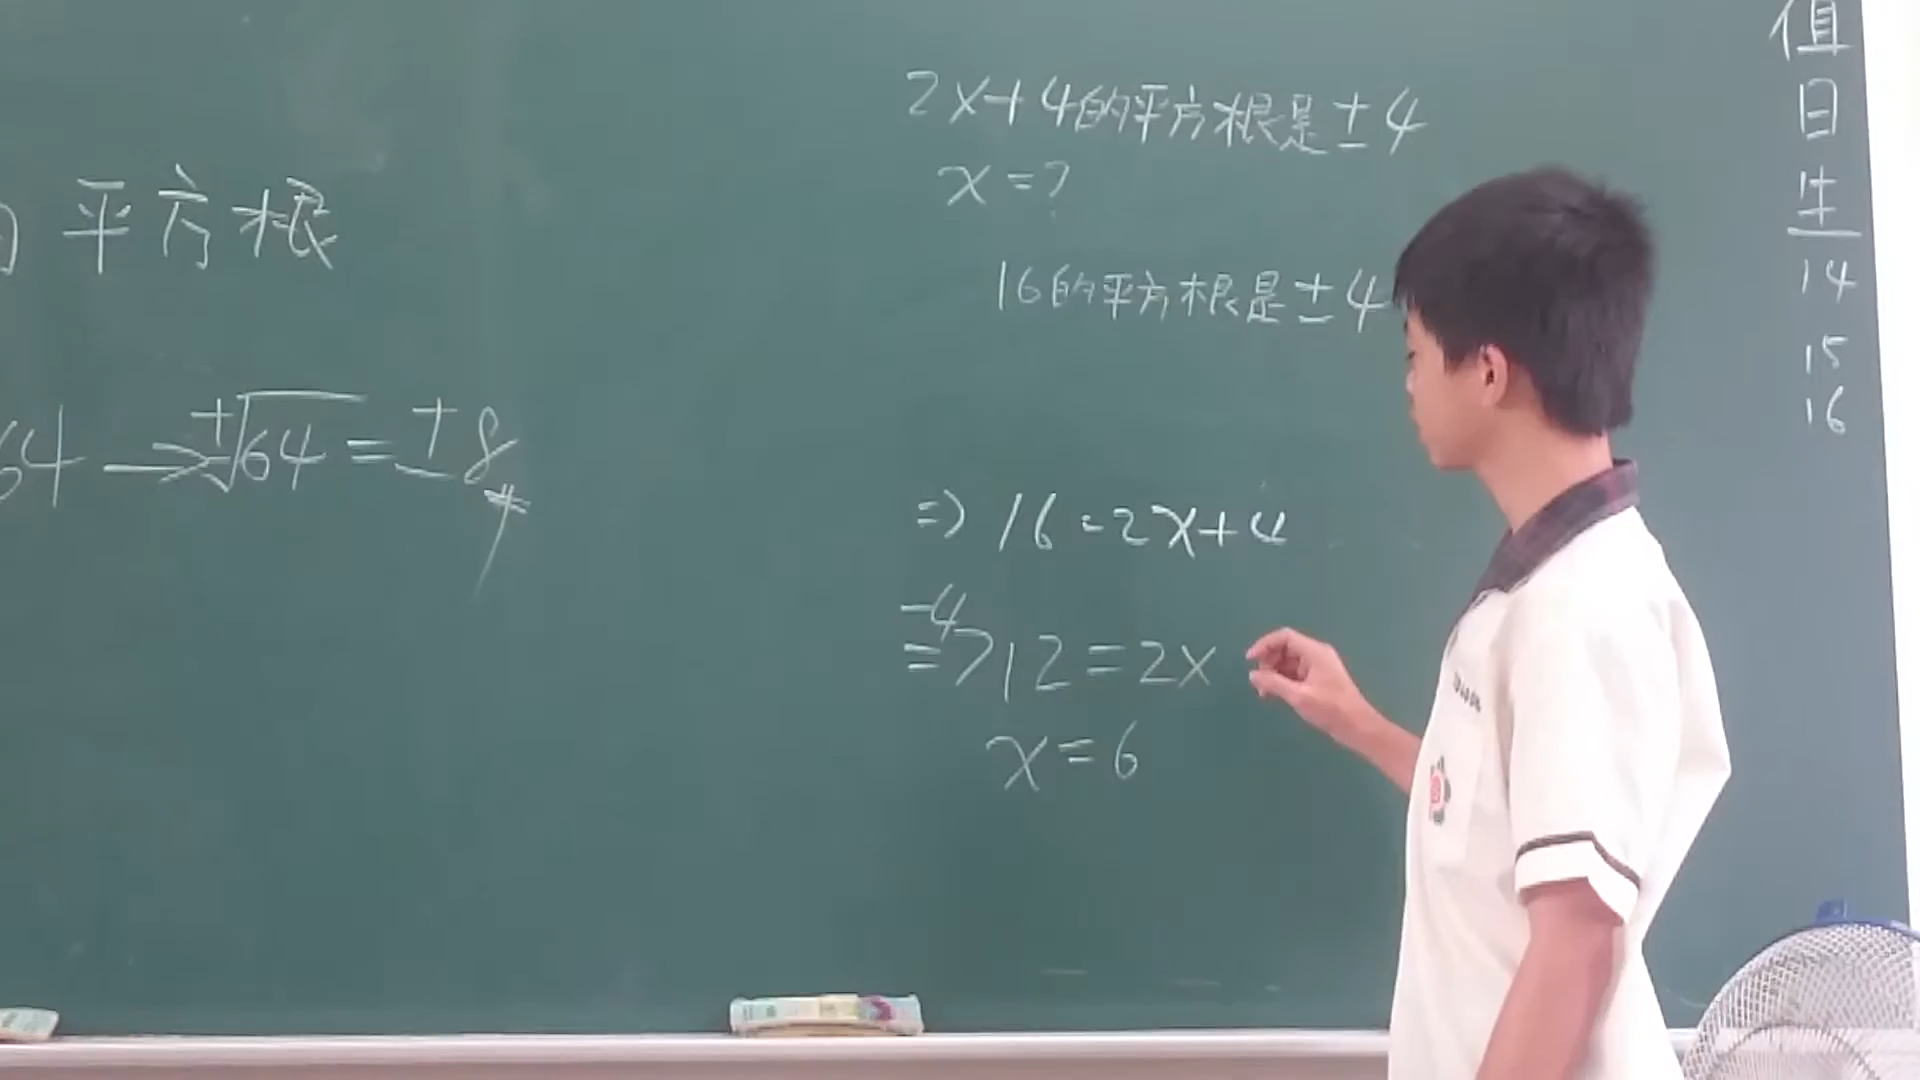 平方根
64 → ±√64 = ±8
2x+4的平方根是±4
x=?
16的平方根是±4
⇒ 16=2x+4
-4
⇒ 12=2x
x=6
值日生
14
15
16